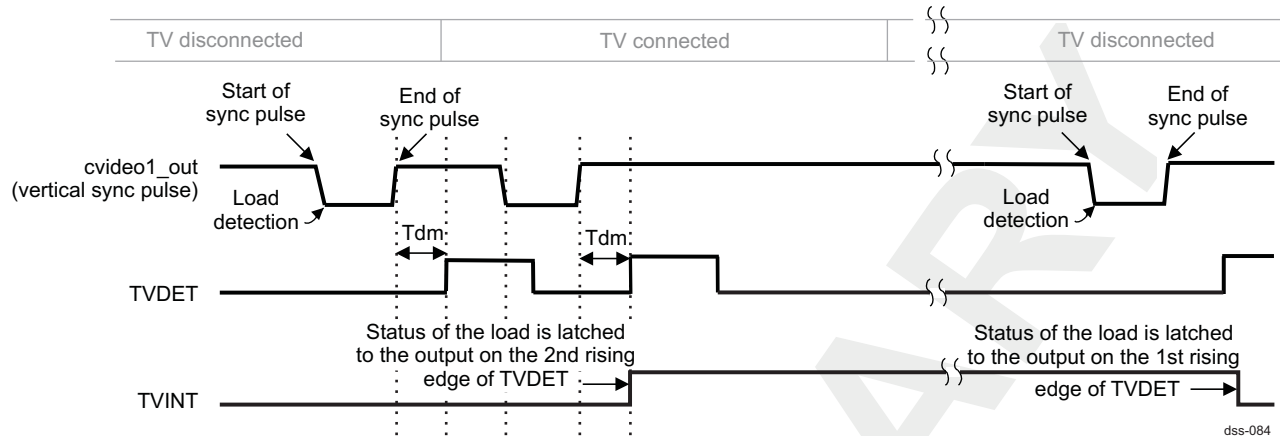 TV disconnected
TV connected
TV disconnected
Start of
sync pulse
End of
sync pulse
Start of
sync pulse
End of
sync pulse
cvideo1_out
(vertical sync pulse)
Load
detection
Load
detection
Tdm
Tdm
TVDET
Status of the load is latched
to the output on the 2nd rising
edge of TVDET
Status of the load is latched
to the output on the 1st rising
edge of TVDET
TVINT
dss-084
ARY